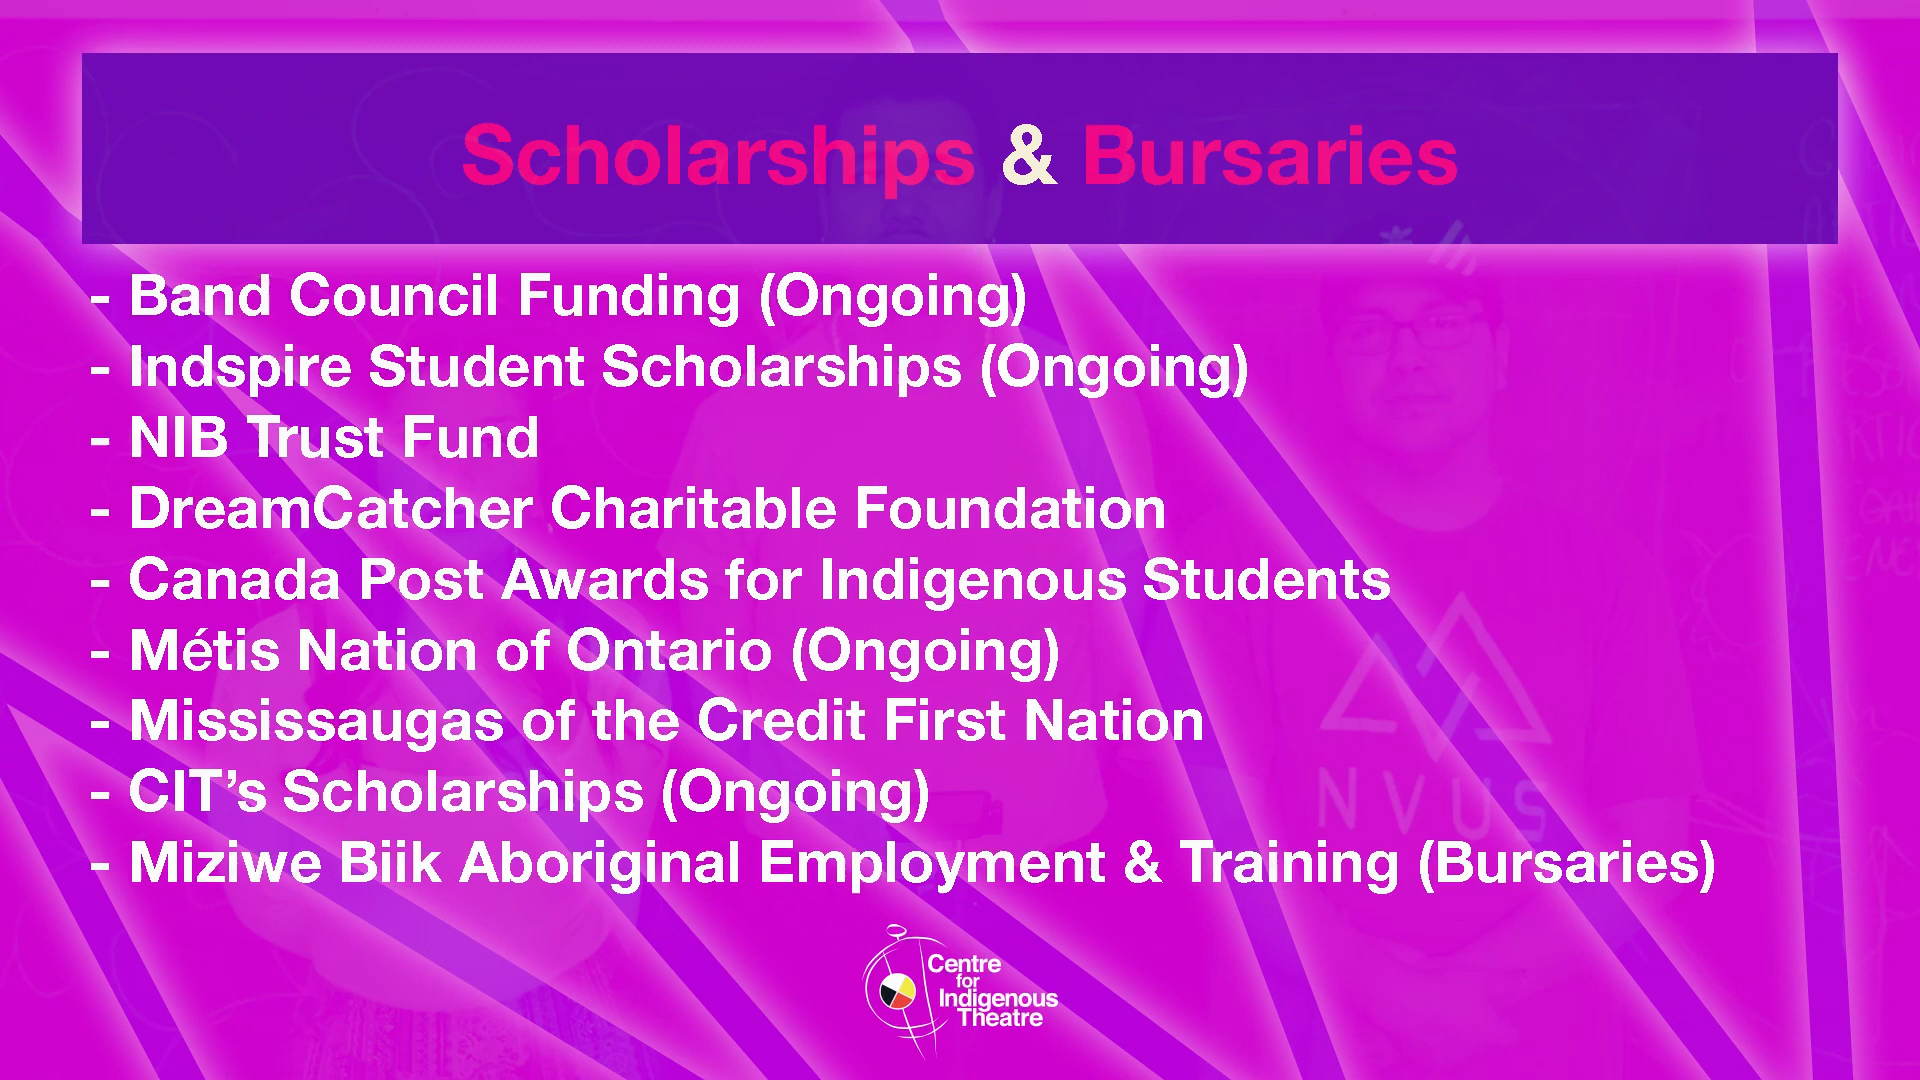 Scholarships & Bursaries
- Band Council Funding (Ongoing)
- Indspire Student Scholarships (Ongoing)
- NIB Trust Fund
- DreamCatcher Charitable Foundation
- Canada Post Awards for Indigenous Students
- Métis Nation of Ontario (Ongoing)
- Mississaugas of the Credit First Nation
- CIT’s Scholarships (Ongoing)
- Miziwe Biik Aboriginal Employment & Training (Bursaries)
NVUS
Centre
for
Indigenous
Theatre